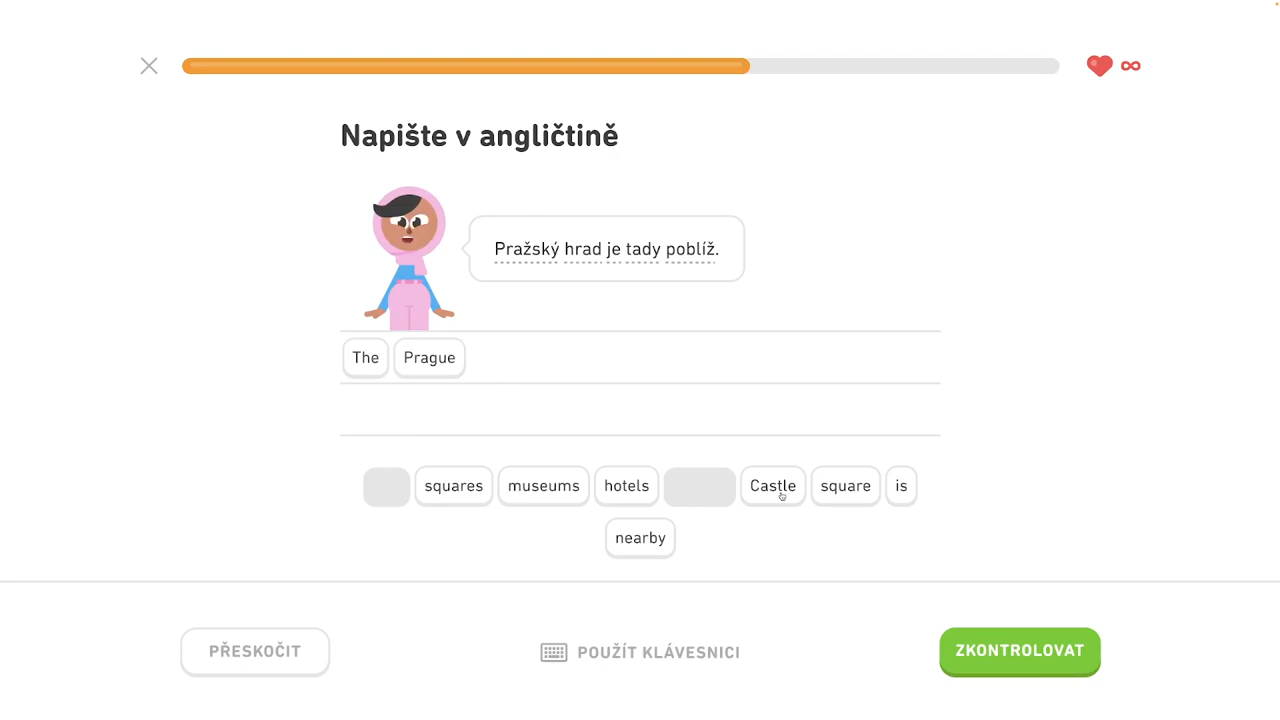 Napište v angličtině
Pražský hrad je tady poblíž.
The Prague
squares museums hotels Castle square is
nearby
PŘESKOČIT POUŽÍT KLÁVESNICI ZKONTROLOVAT